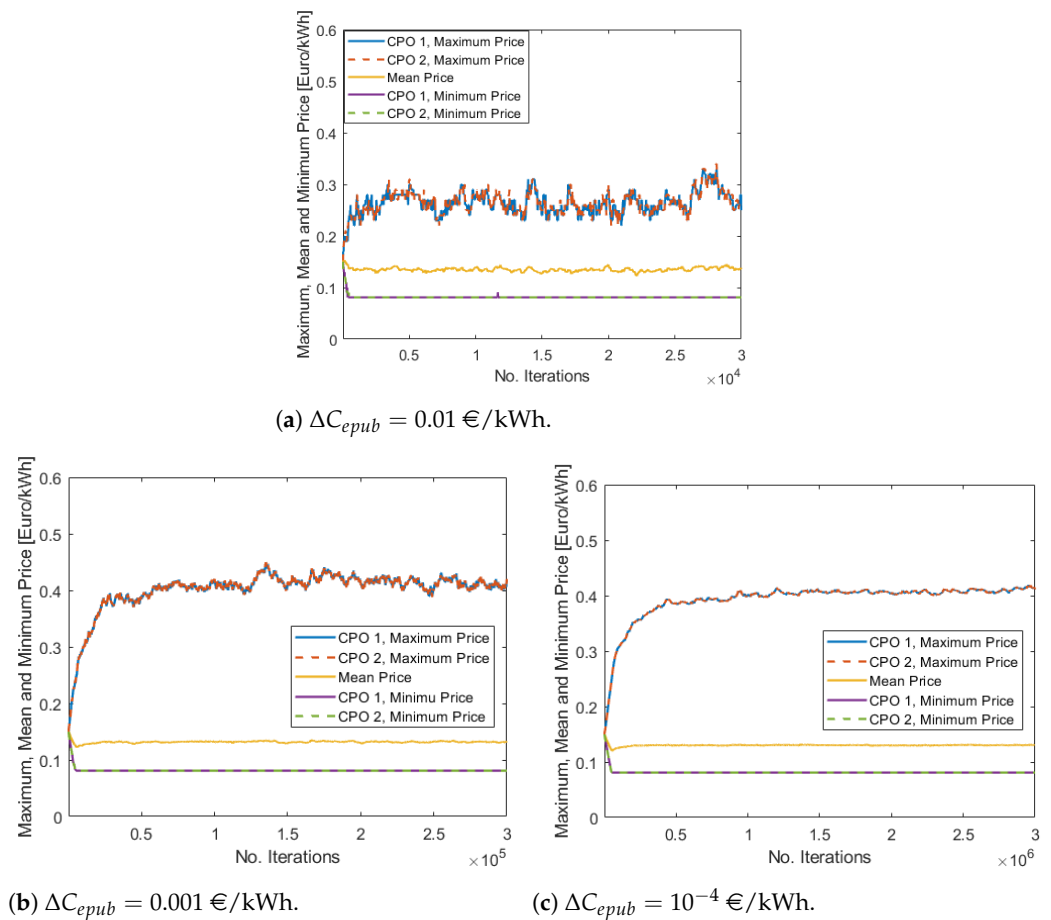 Maximum, Mean and Minimum Price [Euro/kWh]
0.6
0.5
0.4
0.3
0.2
0.1
0
CPO 1, Maximum Price
CPO 2, Maximum Price
Mean Price
CPO 1, Minimum Price
CPO 2, Minimum Price
0.5 1 1.5 2 2.5 3
No. Iterations
×10⁴
(a) ΔC_epub = 0.01 €/kWh.
Maximum, Mean and Minimum Price [Euro/kWh]
0.6
0.5
0.4
0.3
0.2
0.1
0
CPO 1, Maximum Price
CPO 2, Maximum Price
Mean Price
CPO 1, Minimu Price
CPO 2, Minimum Price
0.5 1 1.5 2 2.5 3
No. Iterations
×10⁵
(b) ΔC_epub = 0.001 €/kWh.
Maximum, Mean and Minimum Price [Euro/kWh]
0.6
0.5
0.4
0.3
0.2
0.1
0
CPO 1, Maximum Price
CPO 2, Maximum Price
Mean Price
CPO 1, Minimum Price
CPO 2, Minimum Price
0.5 1 1.5 2 2.5 3
No. Iterations
×10⁶
(c) ΔC_epub = 10⁻⁴ €/kWh.